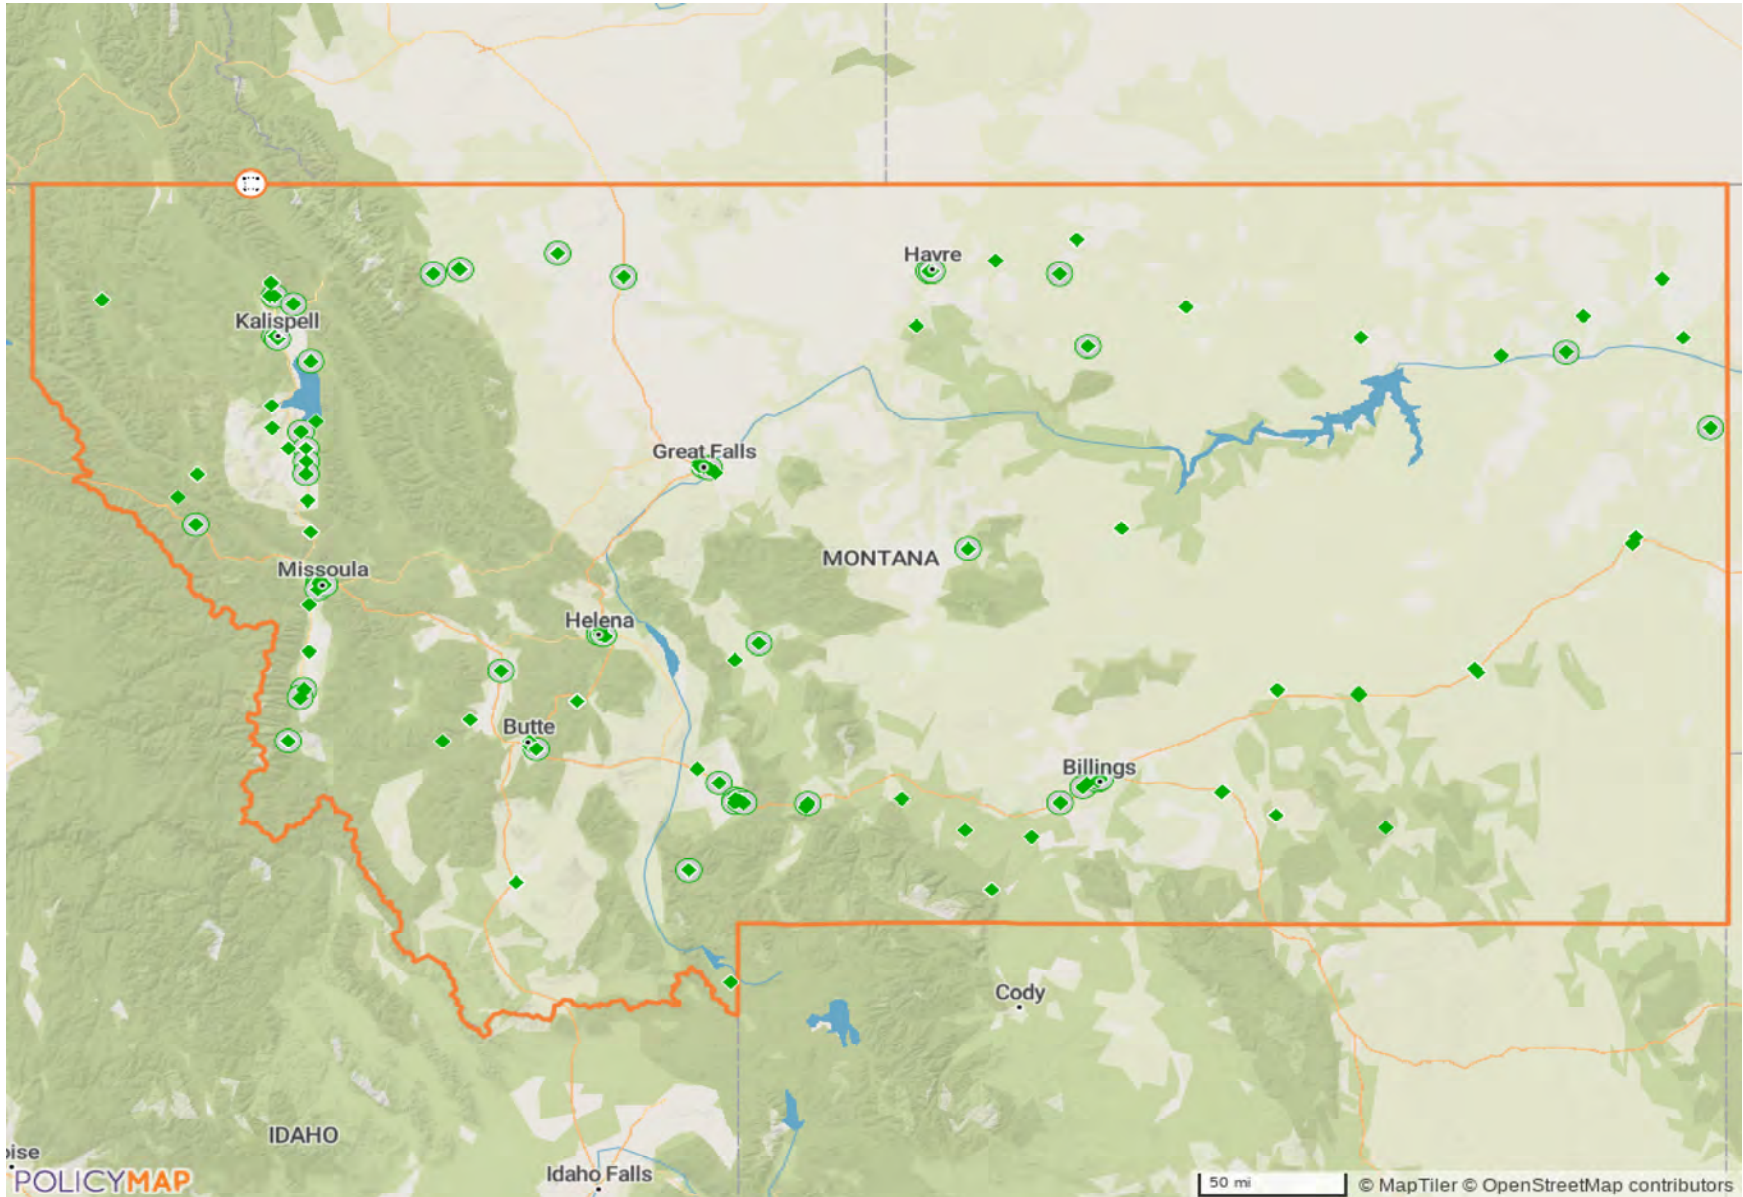 Havre
Kalispell
Great Falls
MONTANA
Missoula
Helena
Butte
Billings
Cody
IDAHO
oise
Idaho Falls
POLICYMAP
50 mi
© MapTiler © OpenStreetMap contributors